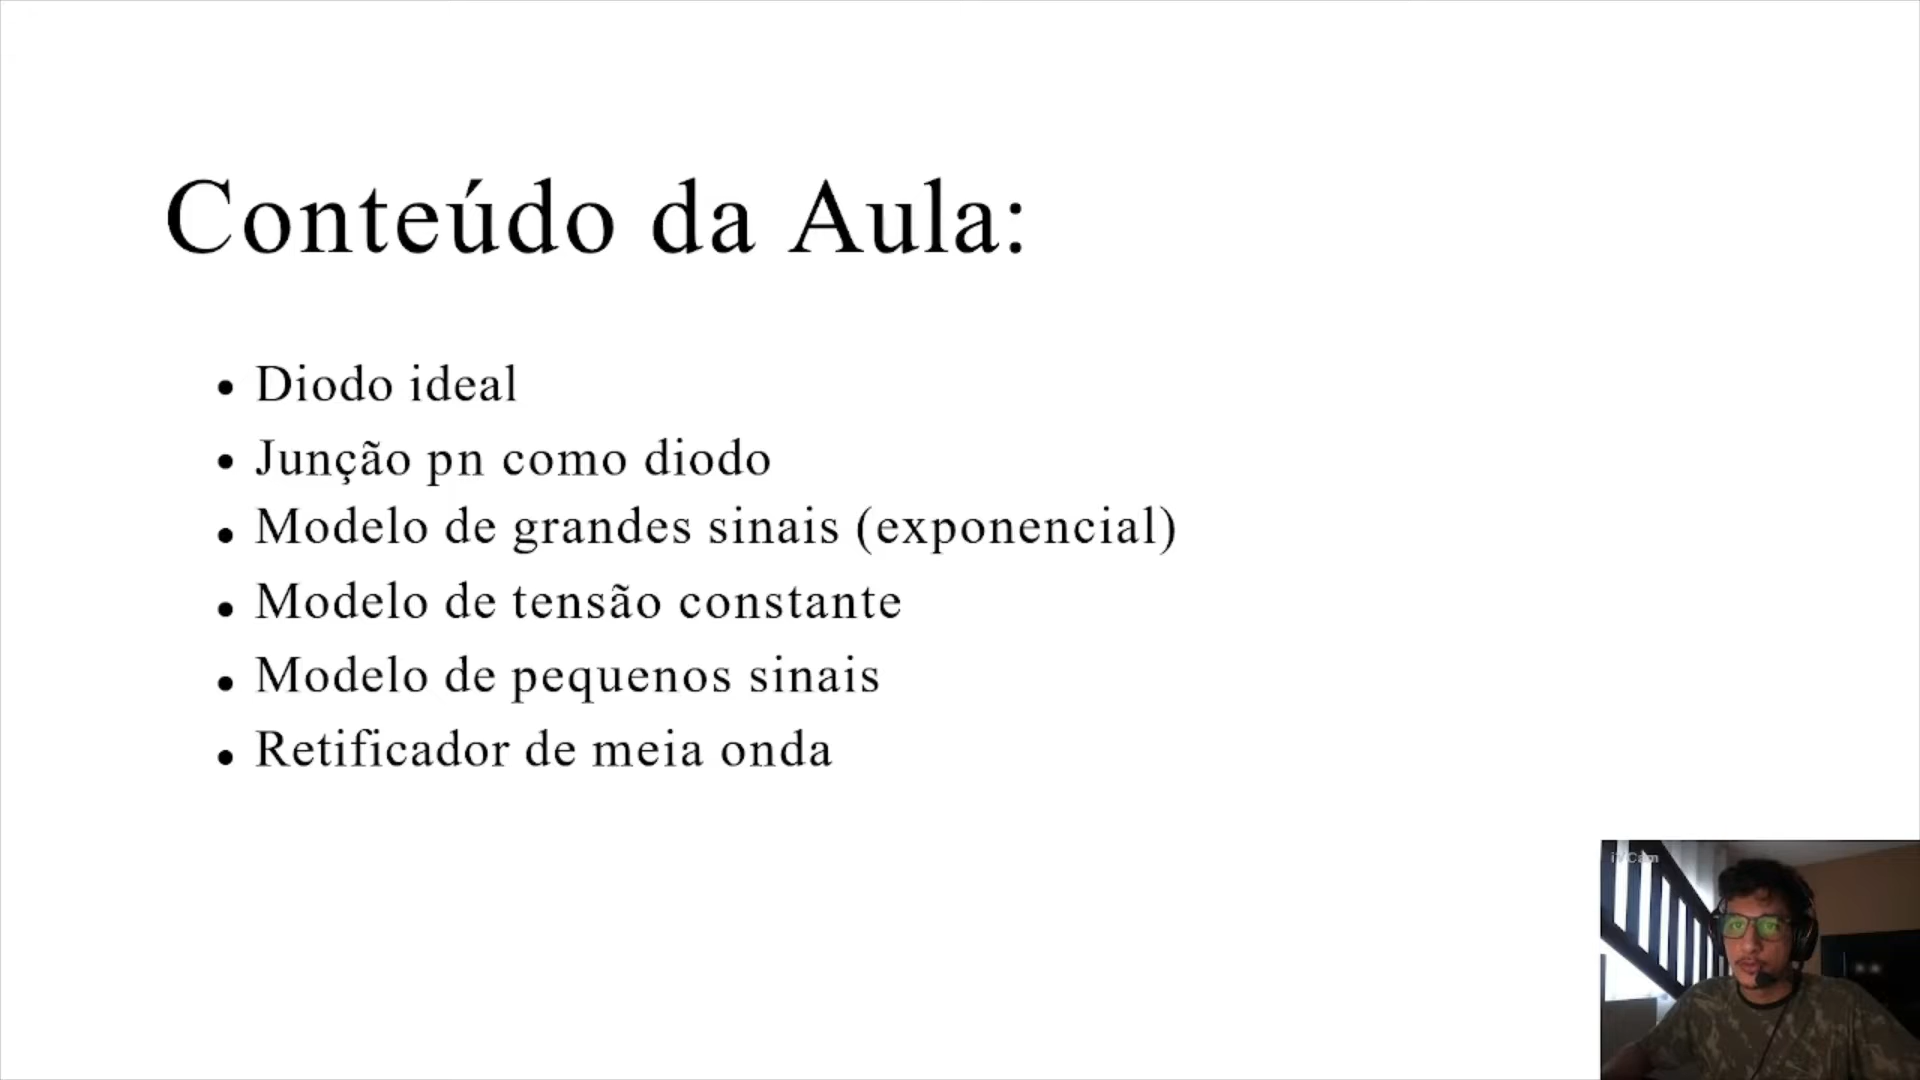 Conteúdo da Aula:
• Diodo ideal
• Junção pn como diodo
• Modelo de grandes sinais (exponencial)
• Modelo de tensão constante
• Modelo de pequenos sinais
• Retificador de meia onda
iVCam